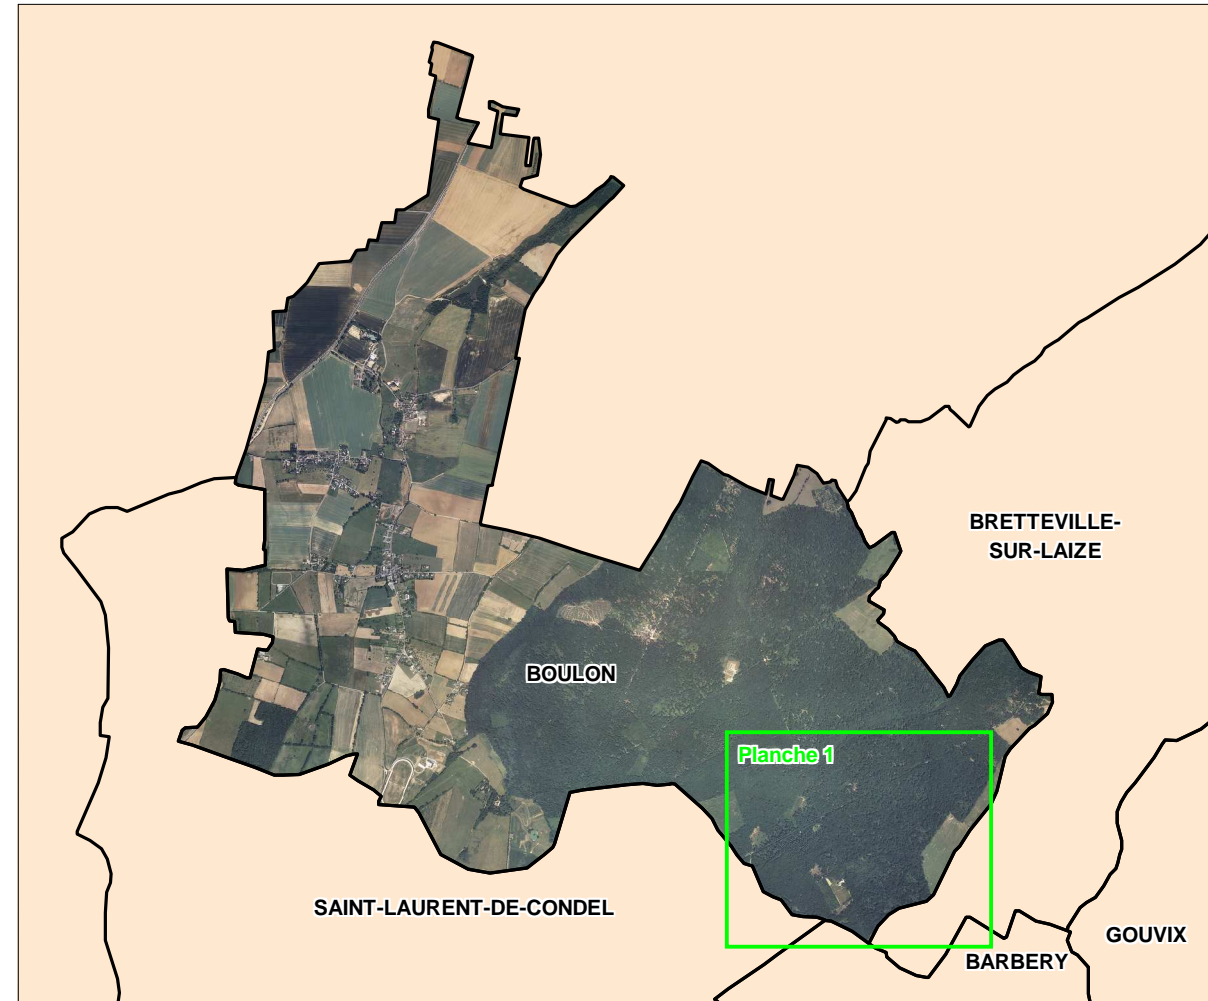 BRETTEVILLE-
SUR-LAIZE
BOULON
Planche 1
SAINT-LAURENT-DE-CONDEL
GOUVIX
BARBERY